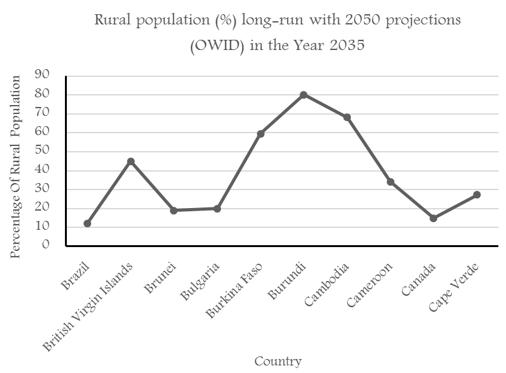 Rural population (%) long-run with 2050 projections
(OWID) in the Year 2035
Percentage Of Rural Population
90
80
70
60
50
40
30
20
10
0
Brazil
British Virgin Islands
Brunei
Bulgaria
Burkina Faso
Burundi
Cambodia
Cameroon
Canada
Cape Verde
Country